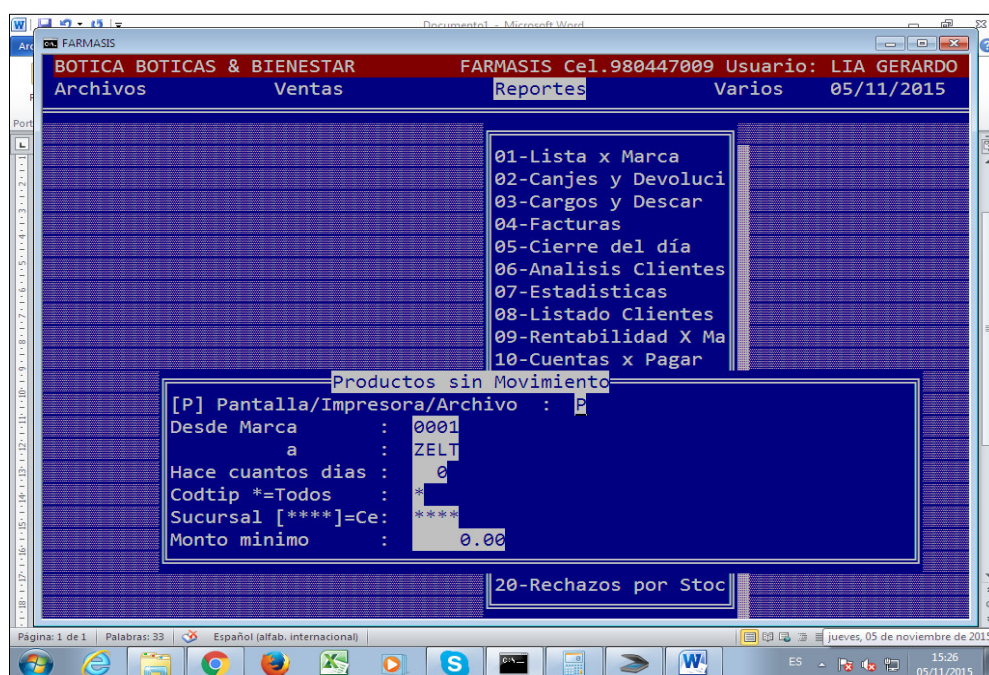 Documento1 - Microsoft Word
FARMASIS
BOTICA BOTICAS & BIENESTAR FARMASIS Cel.980447009 Usuario: LIA GERARDO
Archivos Ventas Reportes Varios 05/11/2015
01-Lista x Marca
02-Canjes y Devoluci
03-Cargos y Descar
04-Facturas
05-Cierre del día
06-Analisis Clientes
07-Estadisticas
08-Listado Clientes
09-Rentabilidad X Ma
10-Cuentas x Pagar
Productos sin Movimiento
[P] Pantalla/Impresora/Archivo : P
Desde Marca : 0001
a : ZELT
Hace cuantos dias : 0
Codtip *=Todos : *
Sucursal [****]=Ce: ****
Monto minimo : 0.00
20-Rechazos por Stoc
Página: 1 de 1 Palabras: 33 Español (alfab. internacional) jueves, 05 de noviembre de 2015
ES 15:26
05/11/2015